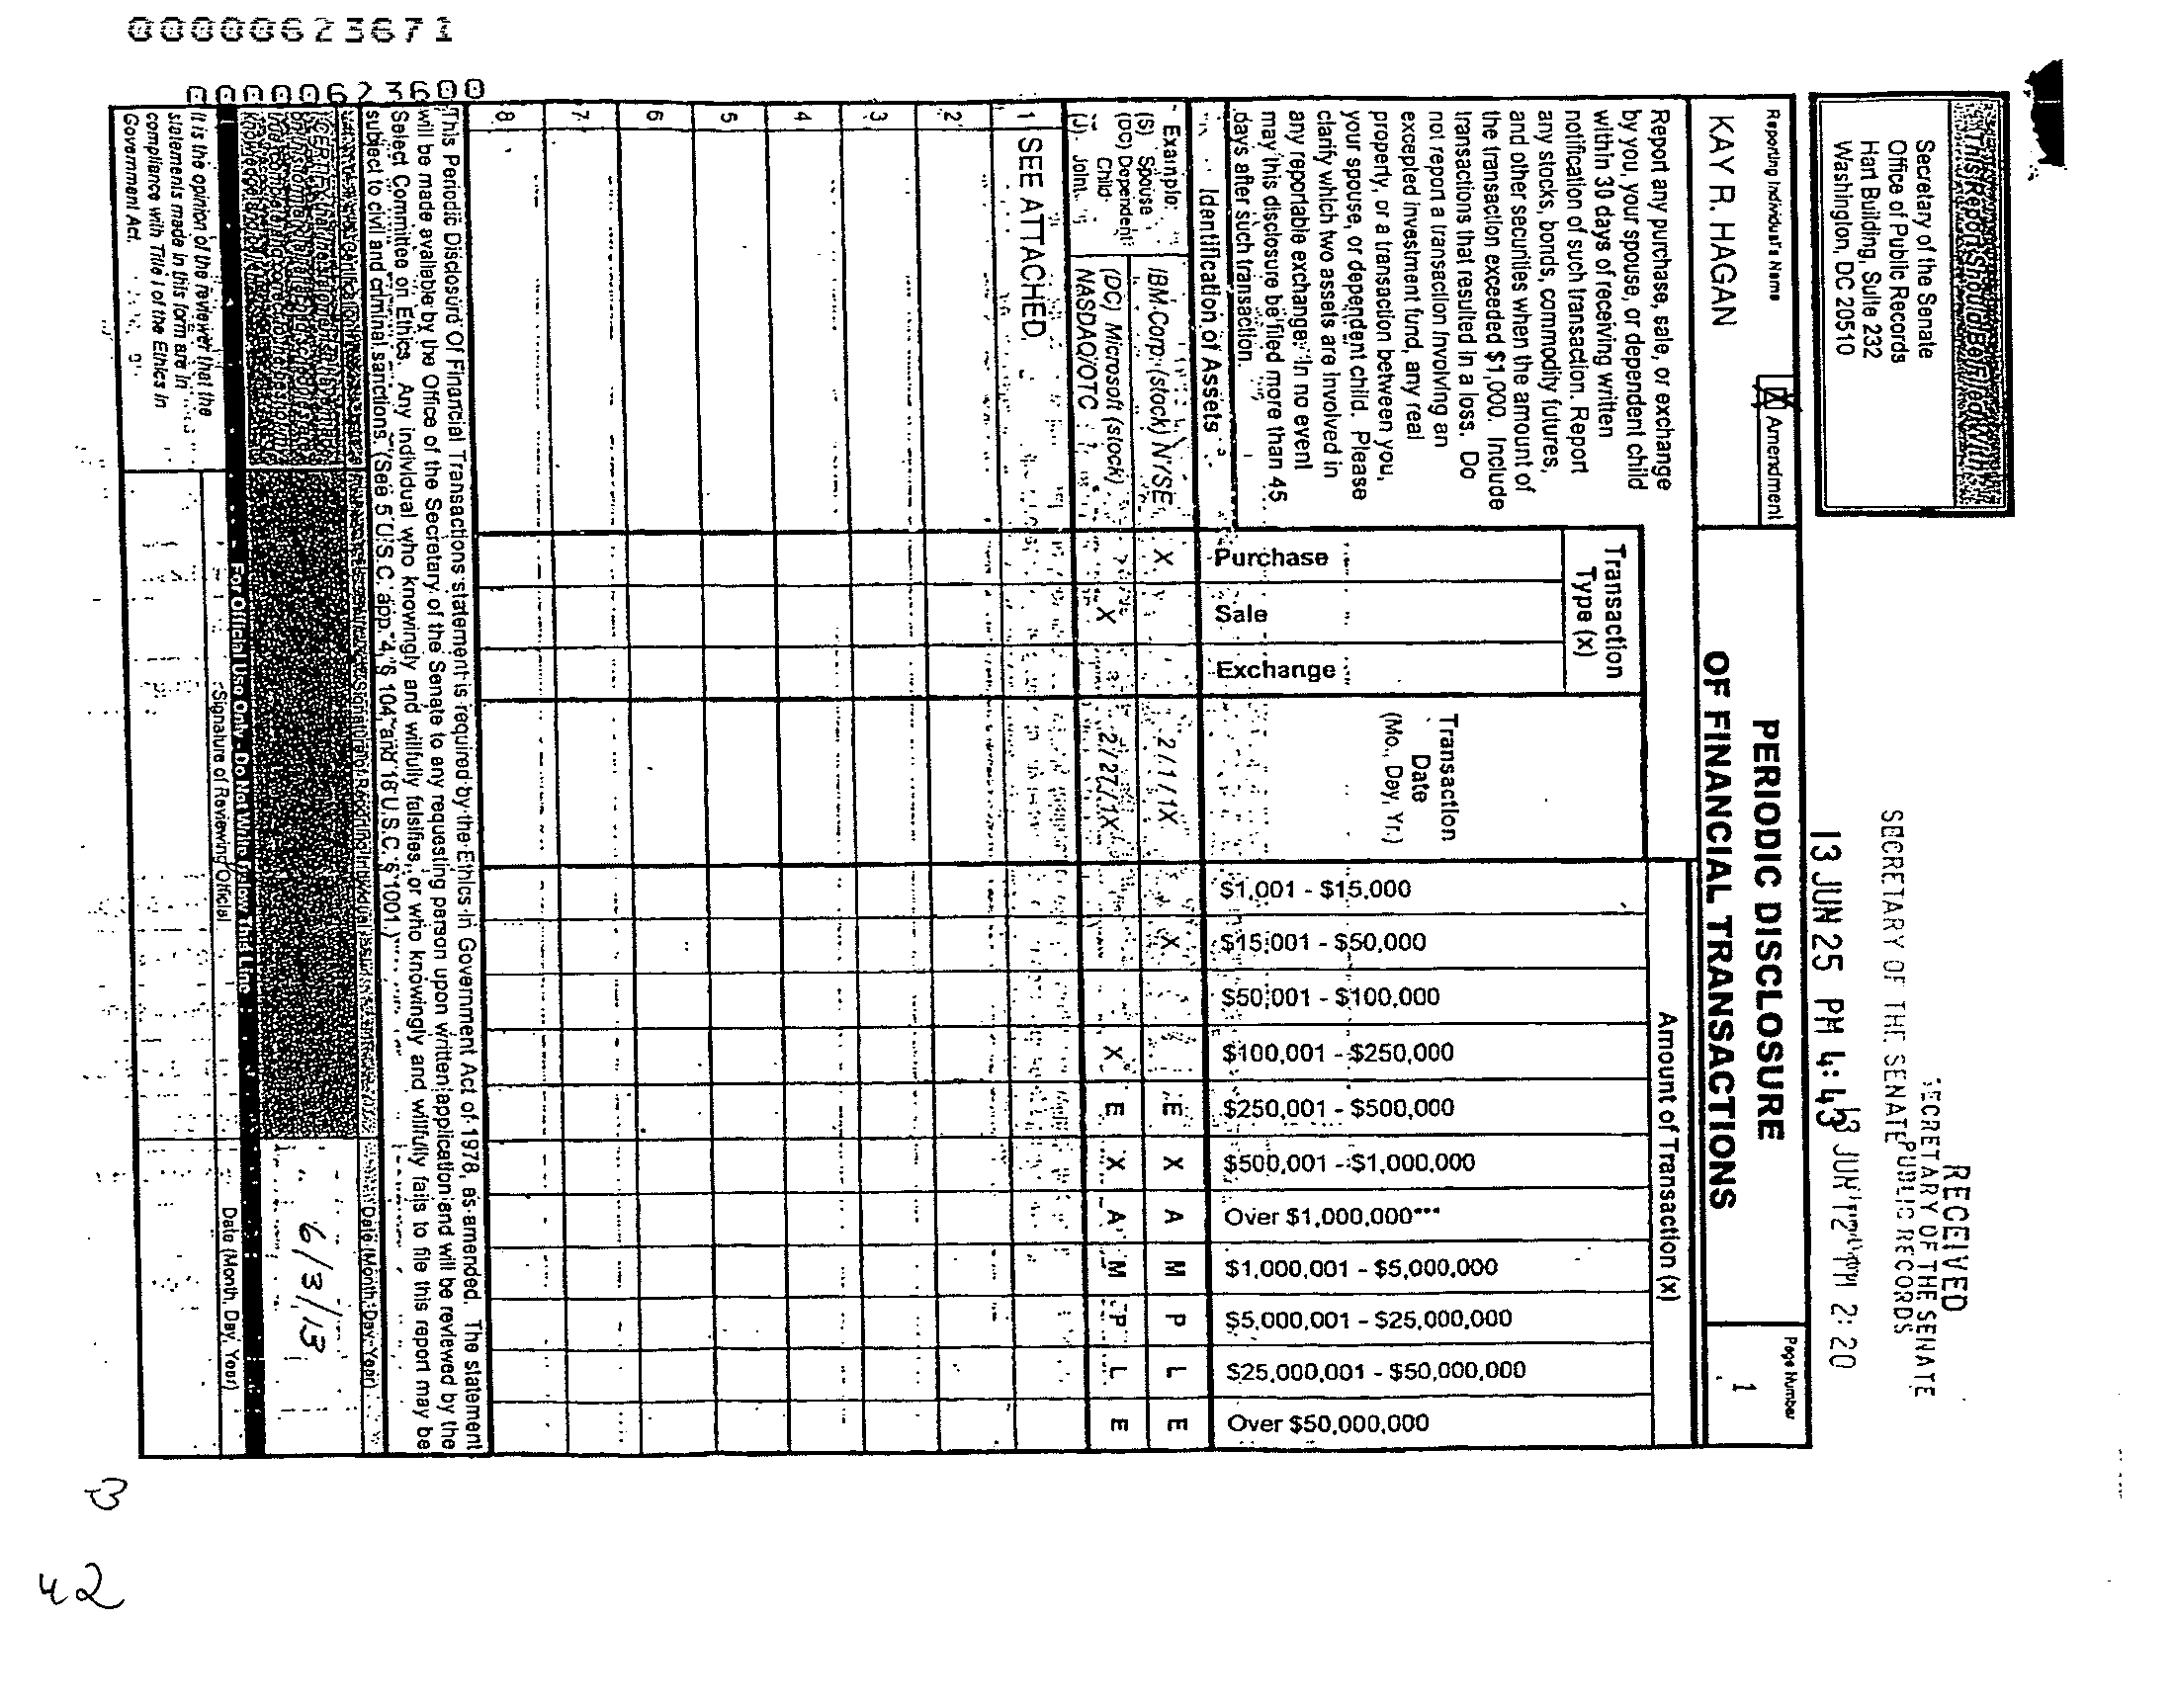 00000623671
00000623600
This Report Should Be Filed With:
Secretary of the Senate
Office of Public Records
Hart Building, Suite 232
Washington, DC 20510
RECEIVED
SECRETARY OF THE SENATE
PUBLIC RECORDS
SECRETARY OF THE SENATE
13 JUN 25 PM 4:43
13 JUN 12 PM 2:20
Reporting Individual's Name
KAY R. HAGAN
X Amendment
PERIODIC DISCLOSURE
OF FINANCIAL TRANSACTIONS
Page Number
1
Report any purchase, sale, or exchange
by you, your spouse, or dependent child
within 30 days of receiving written
notification of such transaction. Report
any stocks, bonds, commodity futures,
and other securities when the amount of
the transaction exceeded $1,000. Include
transactions that resulted in a loss. Do
not report a transaction involving an
excepted investment fund, any real
property, or a transaction between you,
your spouse, or dependent child. Please
clarify which two assets are involved in
any reportable exchange. In no event
may this disclosure be filed more than 45
days after such transaction.
Identification of Assets
Transaction
Type (x)
Purchase
Sale
Exchange
Transaction
Date
(Mo., Day, Yr.)
Amount of Transaction (x)
$1,001 - $15,000
$15,001 - $50,000
$50,001 - $100,000
$100,001 - $250,000
$250,001 - $500,000
$500,001 - $1,000,000
Over $1,000,000***
$1,000,001 - $5,000,000
$5,000,001 - $25,000,000
$25,000,001 - $50,000,000
Over $50,000,000
Example:
(S) Spouse
(DC) Dependent
Child
(J) Joint
IBM Corp. (stock) NYSE X 2/1/1X X E X A M P L E
(DC) Microsoft (stock)
NASDAQ/OTC X 2/27/1X X E X A M P L E
1 SEE ATTACHED
2
3
4
5
6
7
8
This Periodic Disclosure Of Financial Transactions statement is required by the Ethics in Government Act of 1978, as amended. The statement
will be made available by the Office of the Secretary of the Senate to any requesting person upon written application and will be reviewed by the
Select Committee on Ethics. Any individual who knowingly and willfully falsifies, or who knowingly and willfully fails to file this report may be
subject to civil and criminal sanctions. (See 5 U.S.C. app. 4, § 104, and 18 U.S.C. § 1001.)
Signature of Reporting Individual
Date (Month, Day, Year)
6/3/13
For Official Use Only - Do Not Write Below This Line
It is the opinion of the reviewer that the
statements made in this form are in
compliance with Title I of the Ethics in
Government Act.
Signature of Reviewing Official
Date (Month, Day, Year)
B
42